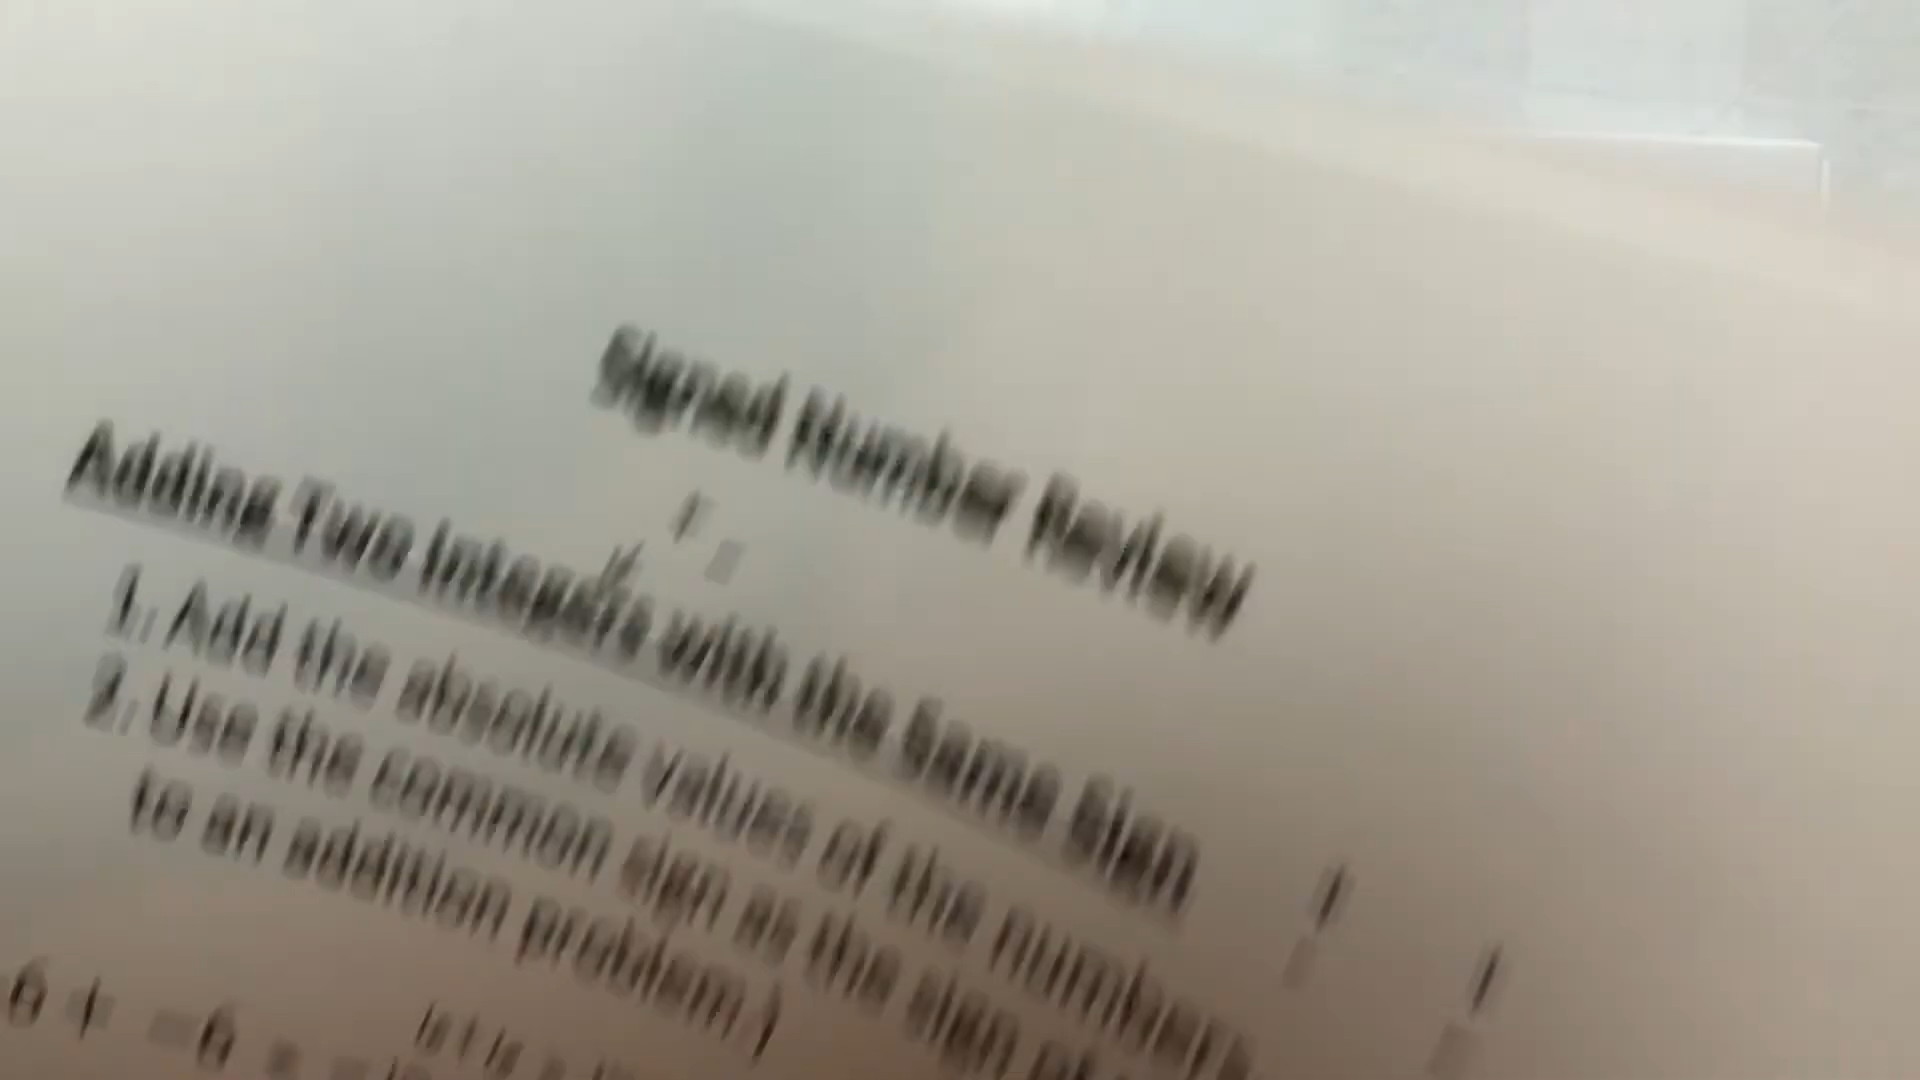 Signed Number Review
Adding Two Integers with the Same Sign
1. Add the absolute values of the numbers
2. Use the common sign as the sign of
to an addition problem)